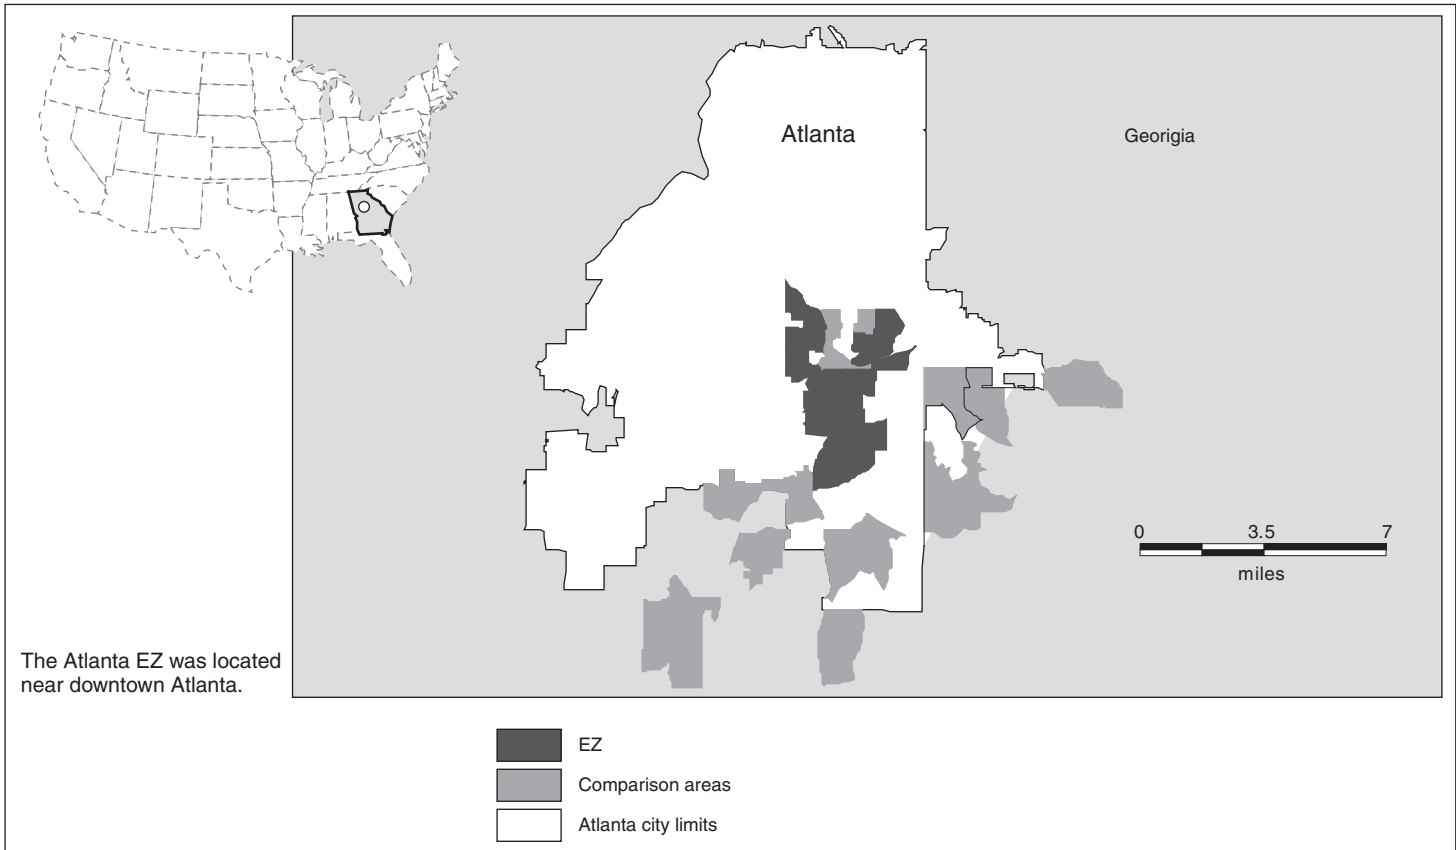 Atlanta
Georigia
0 3.5 7
miles
The Atlanta EZ was located
near downtown Atlanta.
EZ
Comparison areas
Atlanta city limits